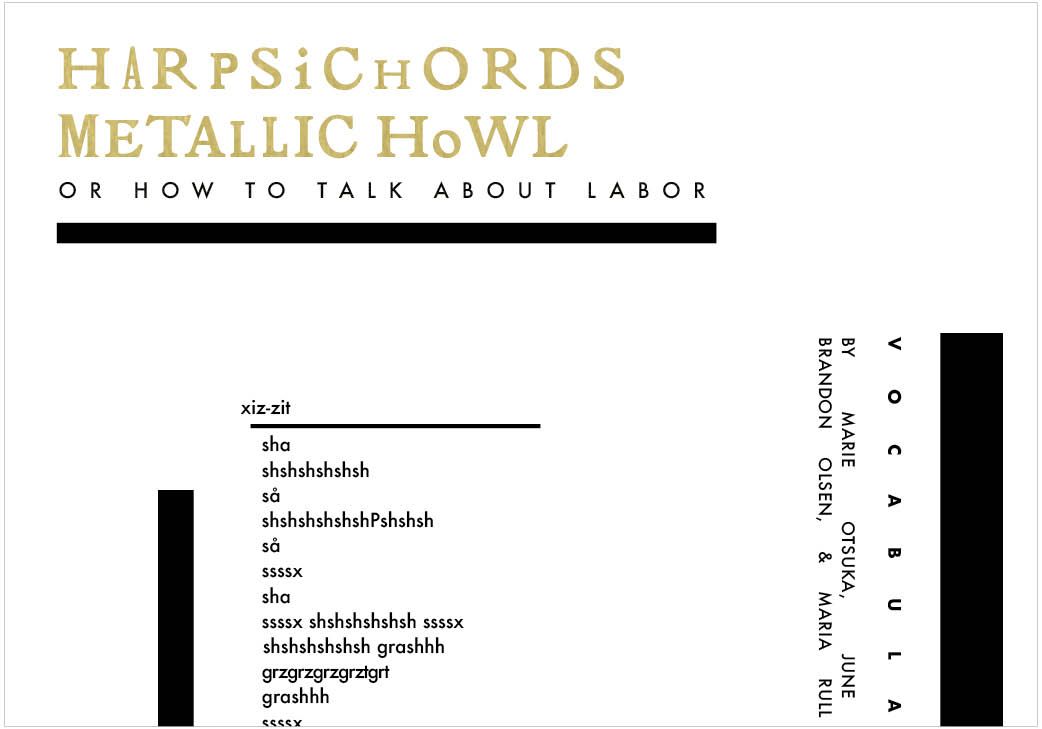 HARPSiCHORDS
METALLIC HoWL
OR HOW TO TALK ABOUT LABOR
xiz-zit
sha
shshshshshsh
så
shshshshshshPshshsh
så
ssssx
sha
ssssx shshshshshsh ssssx
shshshshshsh grashhh
grzgrzgrzgrztgrt
grashhh
ssssx
VOCABULA
BY MARIE OTSUKA, JUNE
BRANDON OLSEN, & MARIA RULL